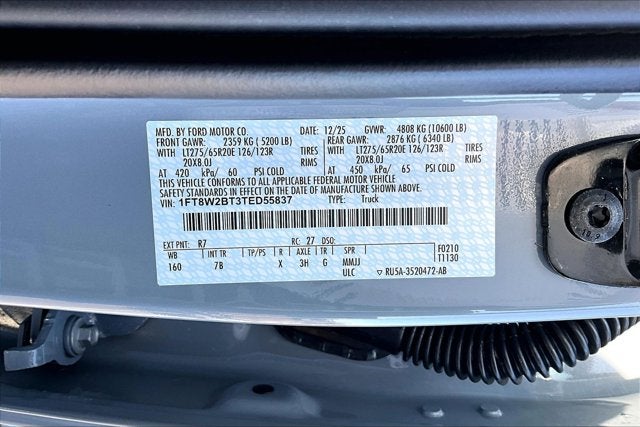 MFD. BY FORD MOTOR CO. 12/25 GVWR: 4808 KG (10600 LB)
FRONT GAWR: 2359 KG ( 5200 LB) REAR GAWR: 2876 KG ( 6340 LB)
WITH LT275/65R20E 126/123R TIRES WITH LT275/65R20E 126/123R TIRES
20X8.0J RIMS 20X8.0J RIMS
AT 420 kPa/ 60 PSI COLD AT 450 kPa/ 65 PSI COLD
THIS VEHICLE CONFORMS TO ALL APPLICABLE FEDERAL MOTOR VEHICLE
SAFETY STANDARDS IN EFFECT ON THE DATE OF MANUFACTURE SHOWN ABOVE.
VIN: 1FT8W2BT3TED55837 TYPE: Truck
EXT PNT: R7 RC: 27 DSO:
WB INT TR TP/PS R AXLE TR SPR F0210
160 7B X 3H G MMJJ T1130
ULC RU5A-3520472-AB